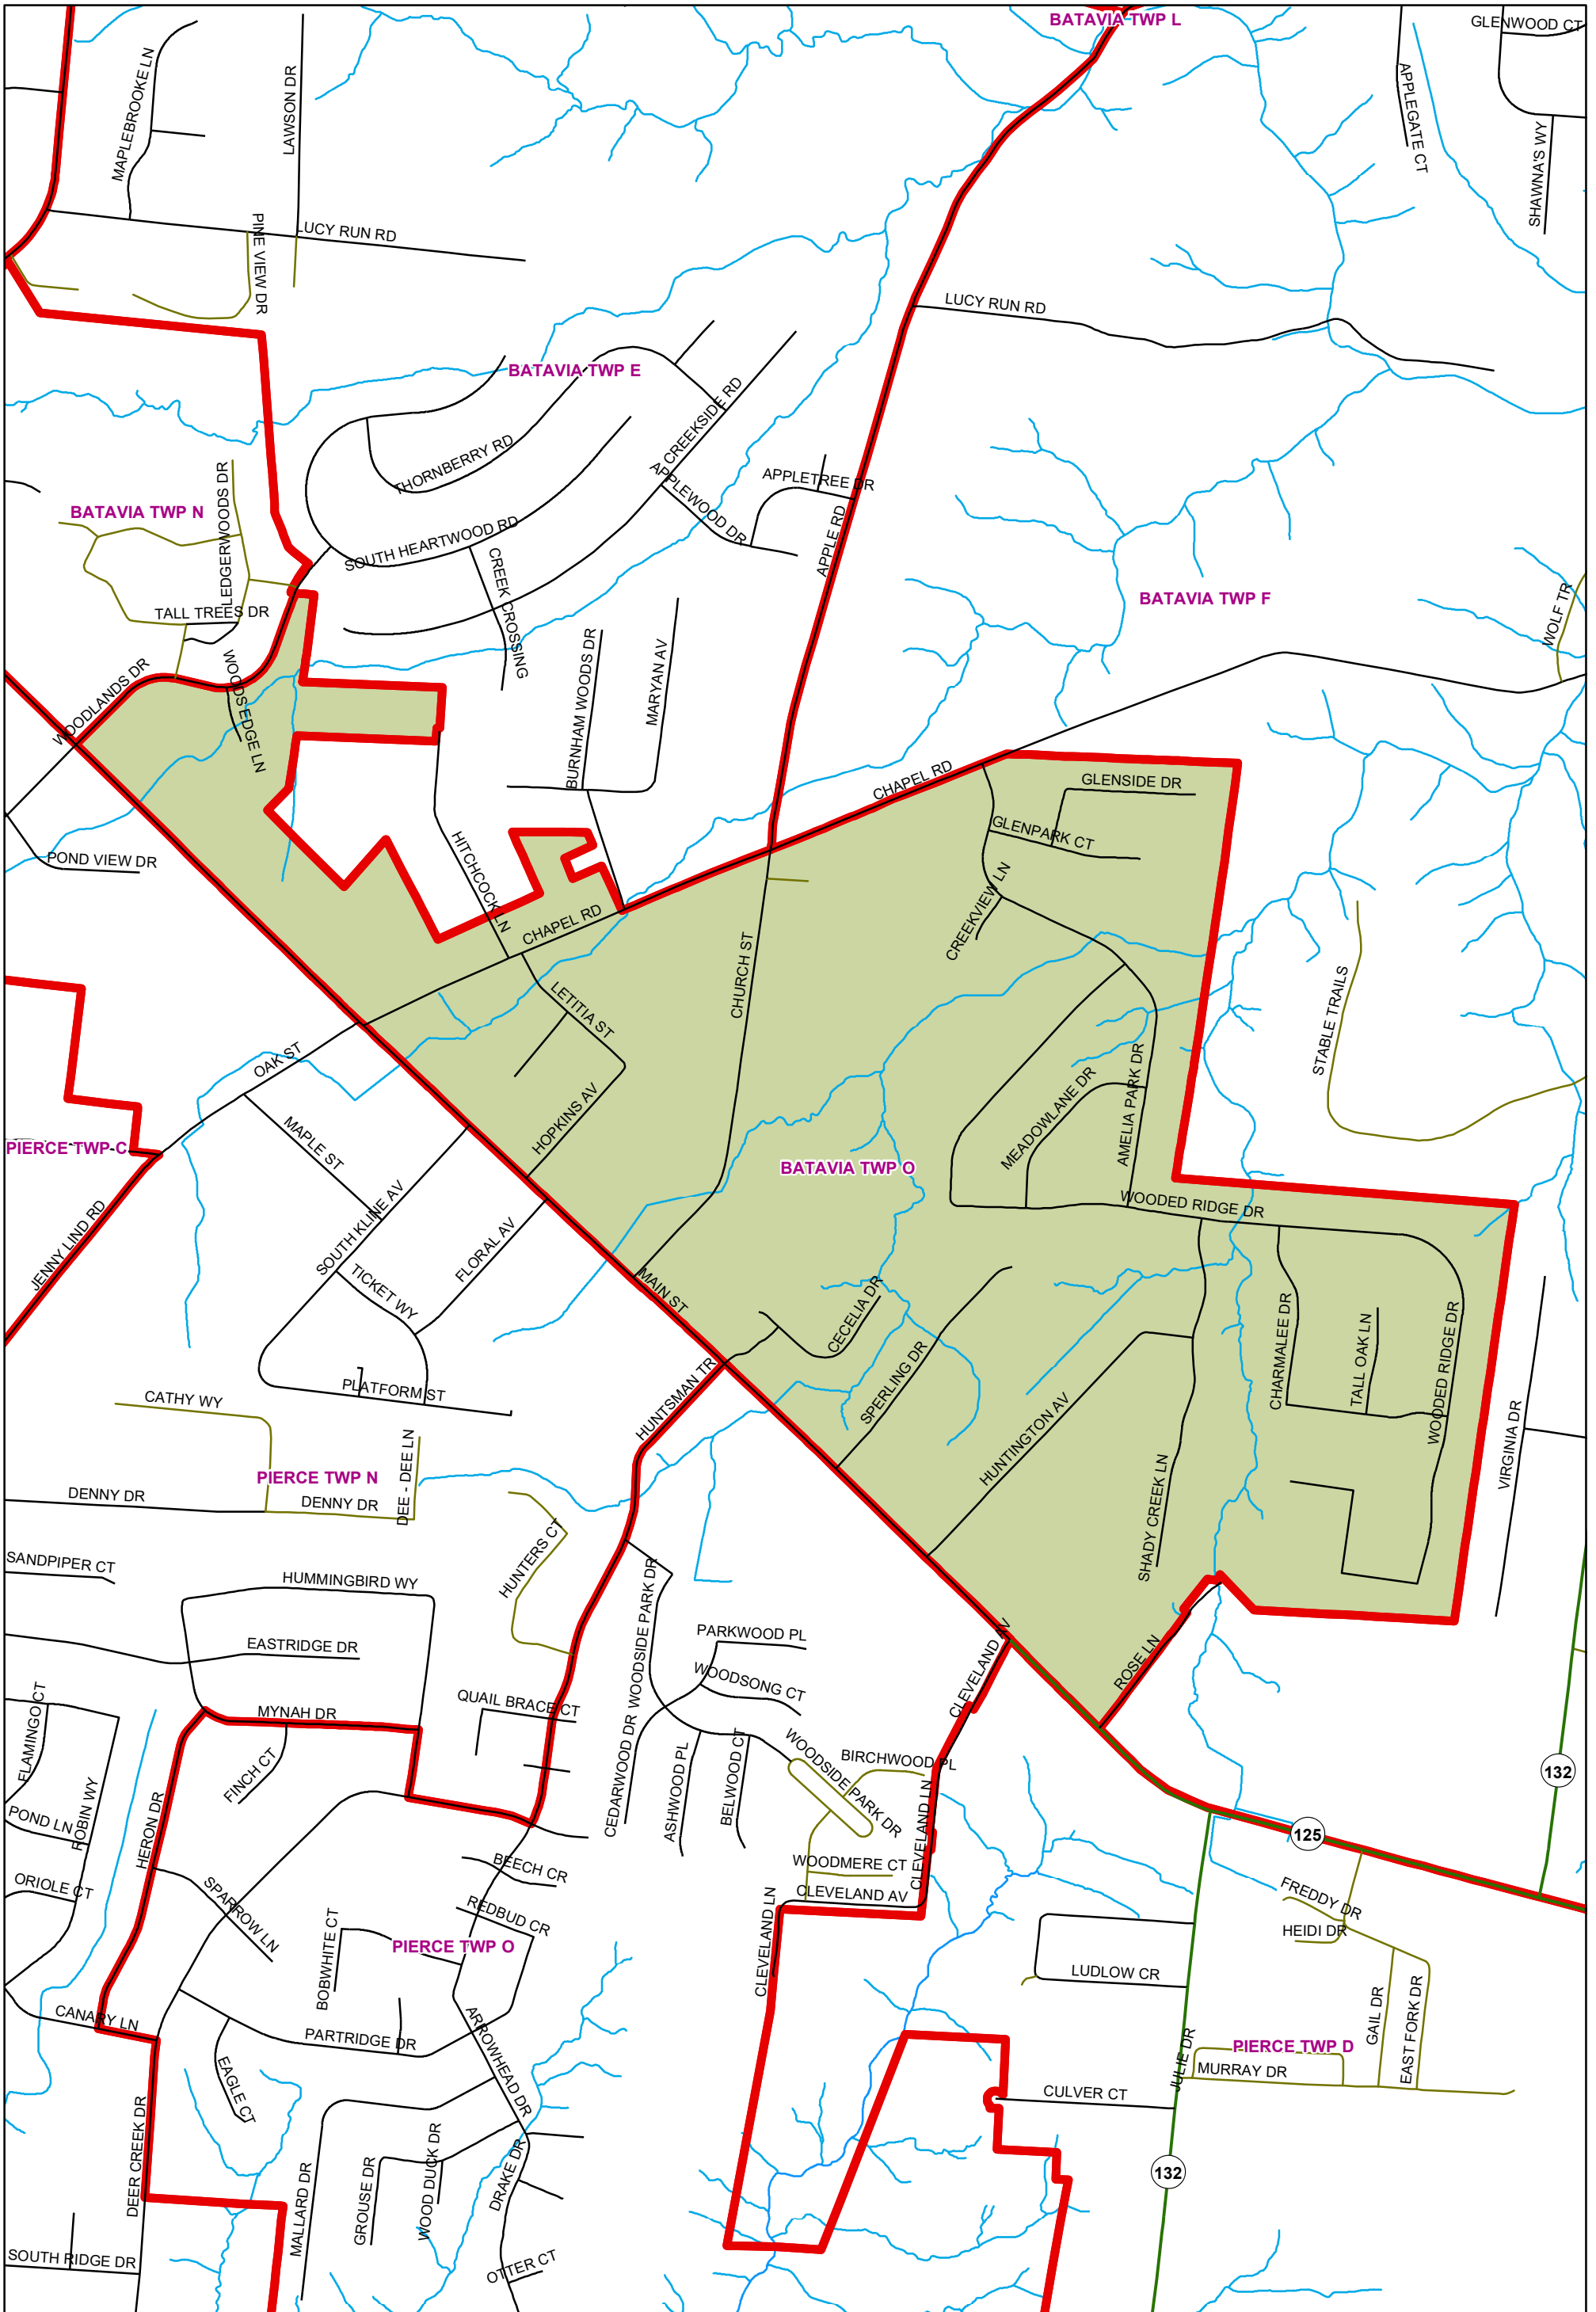 BATAVIA TWP L
GLENWOOD CT
MAPLEBROOKE LN
LAWSON DR
APPLEGATE CT
SHAWNA'S WY
PINE VIEW DR
LUCY RUN RD
LUCY RUN RD
BATAVIA TWP E
CREEKSIDE RD
THORNBERRY RD
APPLEWOOD DR
APPLETREE DR
BATAVIA TWP N
LEDGERWOODS DR
SOUTH HEARTWOOD RD
APPLE RD
CREEK CROSSING
BATAVIA TWP F
WOLF TR
TALL TREES DR
WOODLANDS DR
WOODS EDGE LN
BURNHAM WOODS DR
MARYAN AV
CHAPEL RD
GLENSIDE DR
GLENPARK CT
POND VIEW DR
HITCHCOCK LN
CHAPEL RD
CREEKVIEW LN
CHURCH ST
LETITIA ST
STABLE TRAILS
OAK ST
HOPKINS AV
MEADOWLANE DR
AMELIA PARK DR
MAPLE ST
PIERCE TWP C
BATAVIA TWP O
WOODED RIDGE DR
JENNY LIND RD
SOUTH KLINE AV
FLORAL AV
TICKET WY
MAIN ST
CECELIA DR
CHARMALEE DR
TALL OAK LN
WOODED RIDGE DR
SPERLING DR
HUNTSMAN TR
PLATFORM ST
CATHY WY
HUNTINGTON AV
VIRGINIA DR
PIERCE TWP N
DEE - DEE LN
SHADY CREEK LN
DENNY DR
DENNY DR
HUNTERS CT
SANDPIPER CT
HUMMINGBIRD WY
WOODSIDE PARK DR
PARKWOOD PL
EASTRIDGE DR
WOODSONG CT
CLEVELAND AV
ROSE LN
QUAIL BRACE CT
MYNAH DR
FLAMINGO CT
CEDARWOOD DR
WOODSIDE PARK DR
BIRCHWOOD PL
FINCH CT
ASHWOOD PL
BELWOOD CT
132
POND LN
ROBIN WY
HERON DR
CLEVELAND LN
125
BEECH CR
WOODMERE CT
ORIOLE CT
SPARROW LN
CLEVELAND AV
FREDDY DR
REDBUD CR
HEIDI DR
BOBWHITE CT
PIERCE TWP O
CLEVELAND LN
LUDLOW CR
CANARY LN
PARTRIDGE DR
ARROWHEAD DR
GAIL DR
EAST FORK DR
PIERCE TWP D
JULIE DR
MURRAY DR
EAGLE CT
CULVER CT
DEER CREEK DR
132
MALLARD DR
GROUSE DR
WOOD DUCK DR
DRAKE DR
SOUTH RIDGE DR
OTTER CT